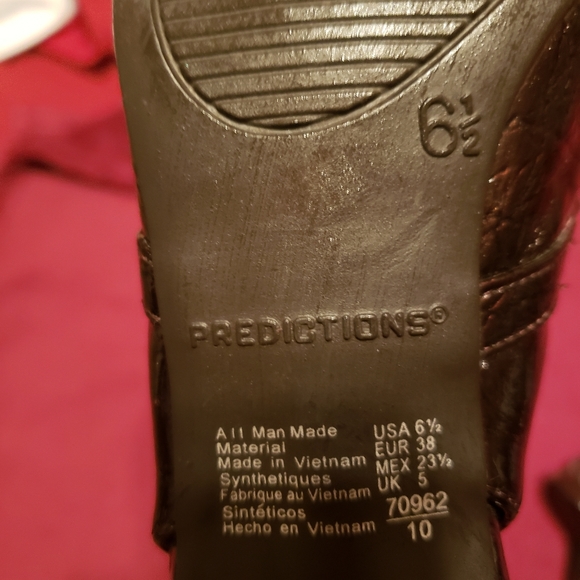 6½
PREDICTIONS®
All Man Made
Material
Made in Vietnam
Synthetiques
Fabrique au Vietnam
Sintéticos
Hecho en Vietnam
USA 6½
EUR 38
MEX 23½
UK 5
70962
10